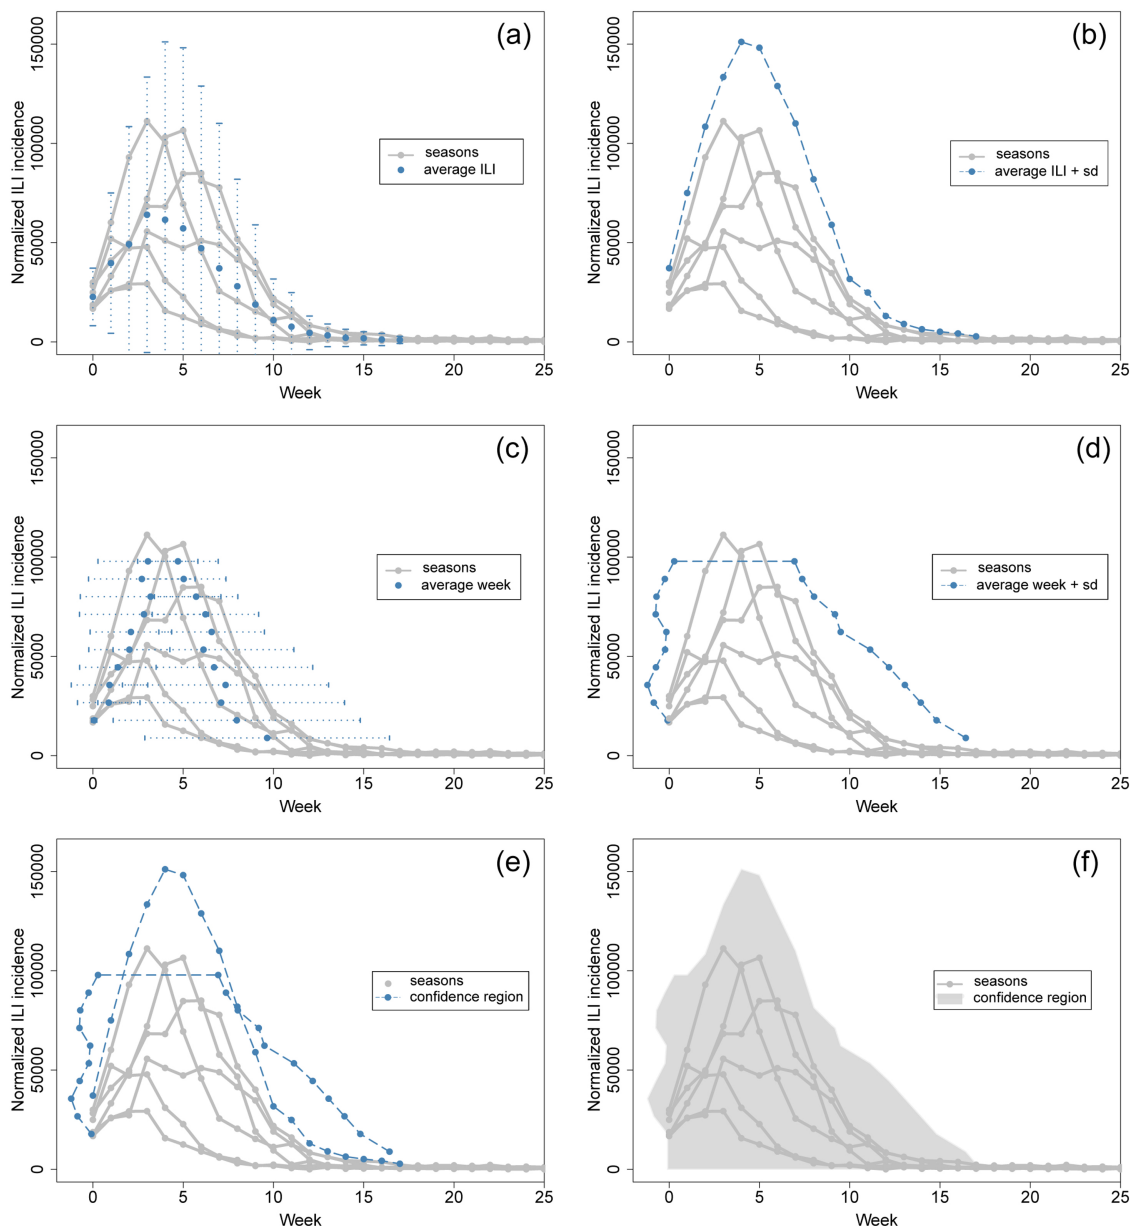 (a)
Normalized ILI incidence
150000
100000
50000
0
seasons
average ILI
0 5 10 15 20 25
Week
(b)
Normalized ILI incidence
150000
100000
50000
0
seasons
average ILI + sd
0 5 10 15 20 25
Week
(c)
Normalized ILI incidence
150000
100000
50000
0
seasons
average week
0 5 10 15 20 25
Week
(d)
Normalized ILI incidence
150000
100000
50000
0
seasons
average week + sd
0 5 10 15 20 25
Week
(e)
Normalized ILI incidence
150000
100000
50000
0
seasons
confidence region
0 5 10 15 20 25
Week
(f)
Normalized ILI incidence
150000
100000
50000
0
seasons
confidence region
0 5 10 15 20 25
Week